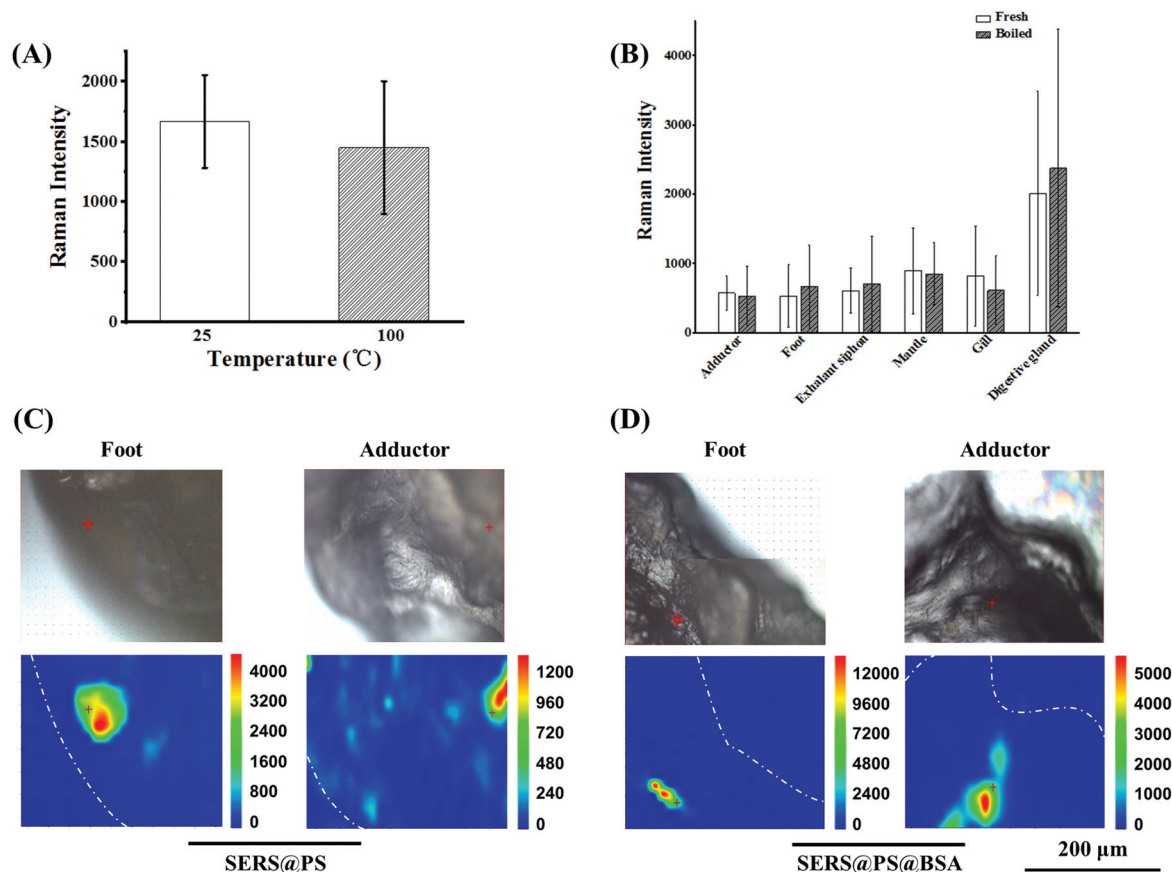 (A)
Raman Intensity
2000
1500
1000
500
0
25
100
Temperature (℃)
(B)
Fresh
Boiled
Raman Intensity
4000
3000
2000
1000
0
Adductor
Foot
Exhalant siphon
Mantle
Gill
Digestive gland
(C)
Foot
Adductor
4000
3200
2400
1600
800
0
1200
960
720
480
240
0
SERS@PS
(D)
Foot
Adductor
12000
9600
7200
4800
2400
0
5000
4000
3000
2000
1000
0
SERS@PS@BSA
200 μm